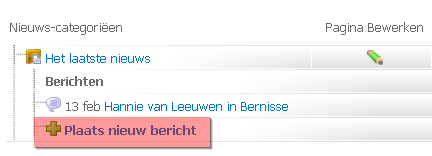 Nieuws-categorieën Pagina Bewerken
Het laatste nieuws
Berichten
13 feb Hannie van Leeuwen in Bernisse
Plaats nieuw bericht